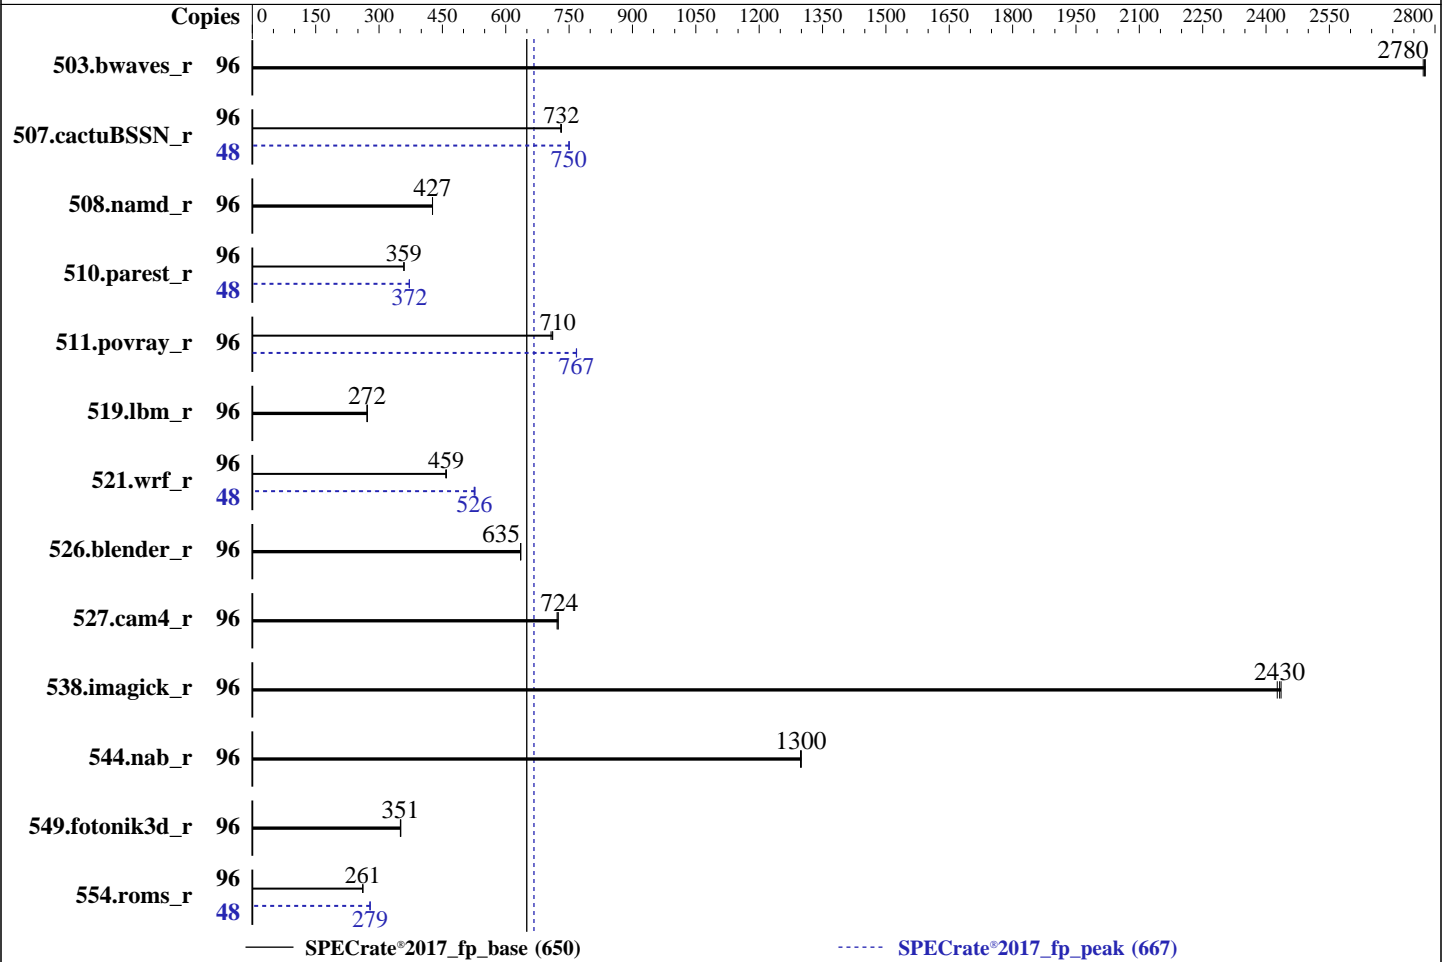 Copies 0 150 300 450 600 750 900 1050 1200 1350 1500 1650 1800 1950 2100 2250 2400 2550 2800
503.bwaves_r 96 2780
507.cactuBSSN_r 96 732
48 750
508.namd_r 96 427
510.parest_r 96 359
48 372
511.povray_r 96 710
767
519.lbm_r 96 272
521.wrf_r 96 459
48 526
526.blender_r 96 635
527.cam4_r 96 724
538.imagick_r 96 2430
544.nab_r 96 1300
549.fotonik3d_r 96 351
554.roms_r 96 261
48 279
SPECrate®2017_fp_base (650) SPECrate®2017_fp_peak (667)